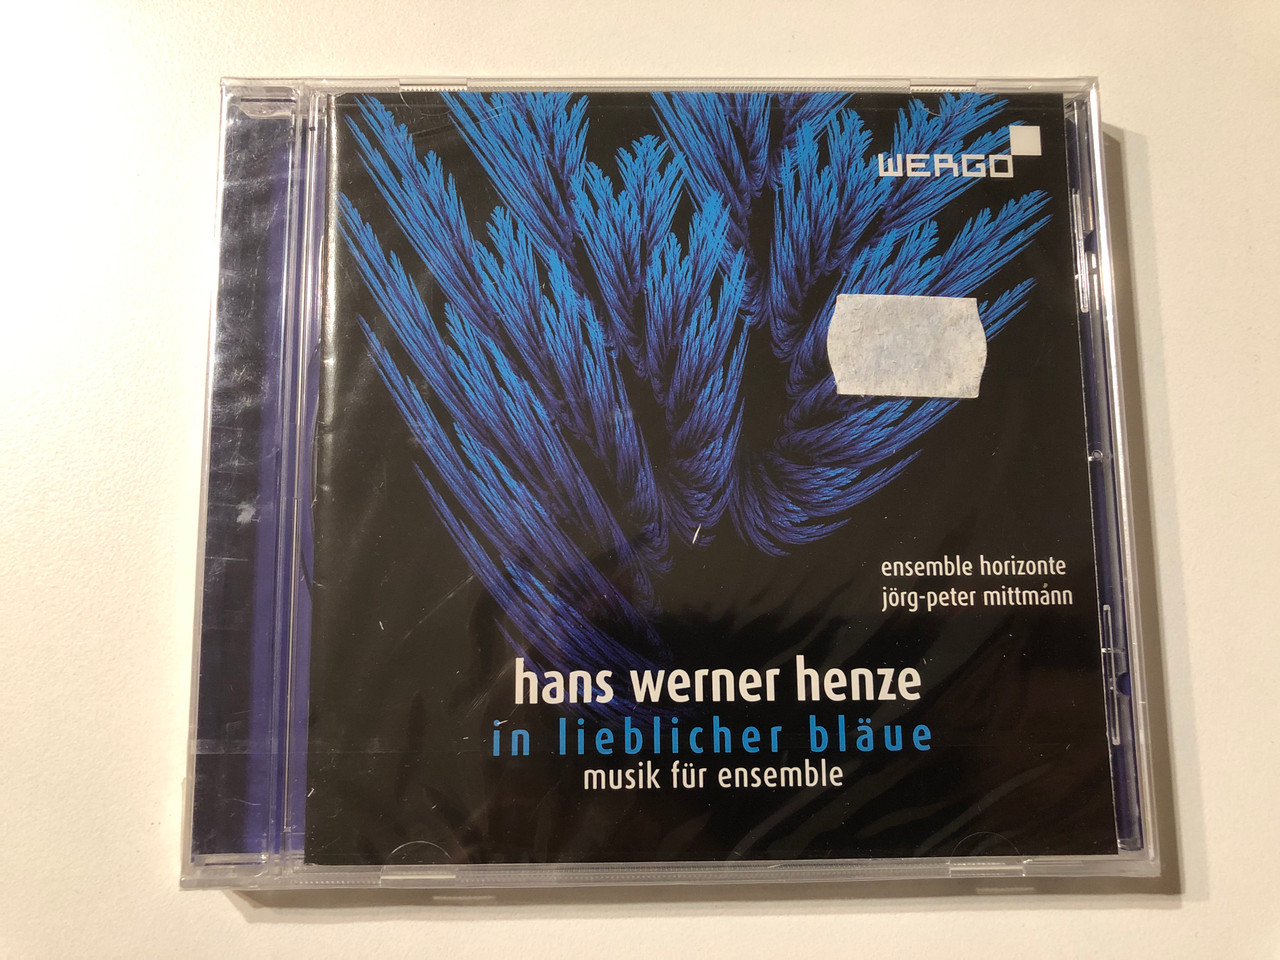 WERGO
ensemble horizonte
jörg-peter mittmann
hans werner henze
in lieblicher bläue
musik für ensemble